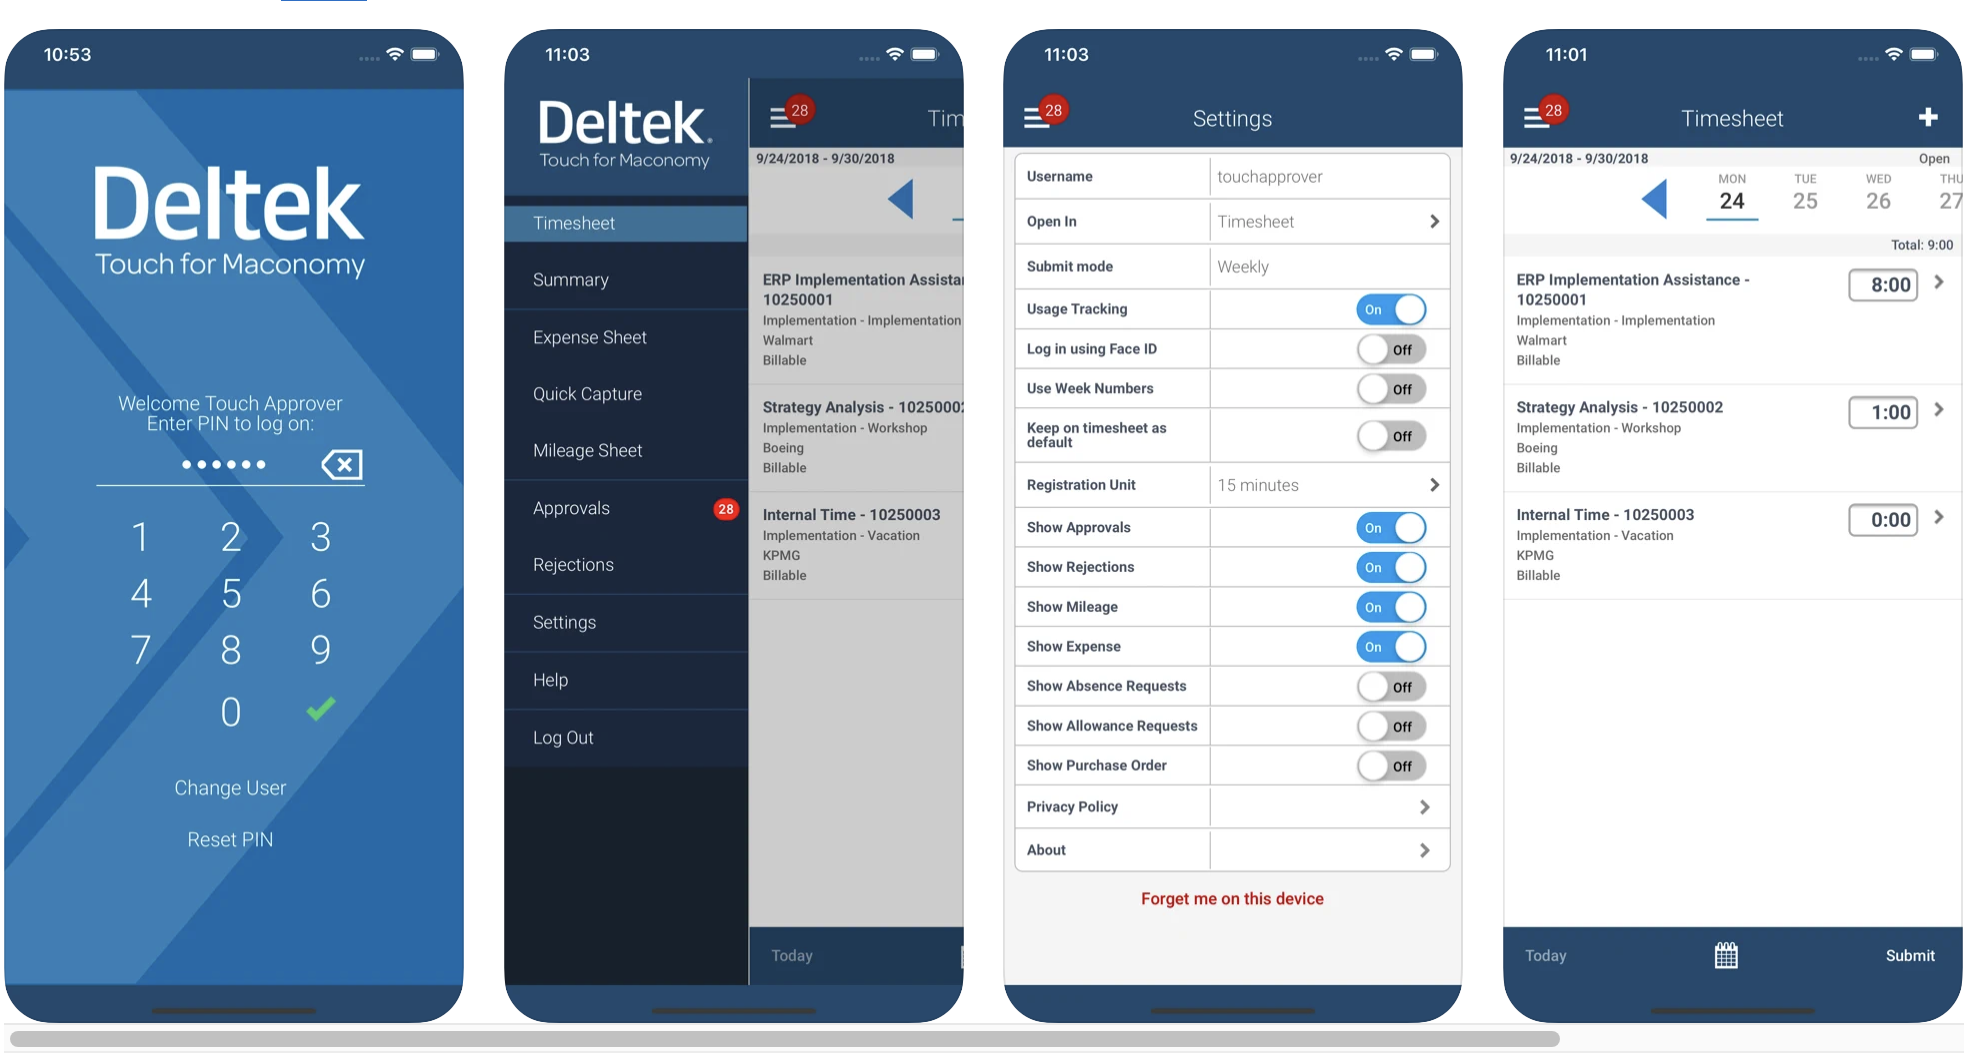 10:53
Deltek
Touch for Maconomy
Welcome Touch Approver
Enter PIN to log on:
1 2 3
4 5 6
7 8 9
0
Change User
Reset PIN
11:03
Deltek
Touch for Maconomy
Timesheet
Summary
Expense Sheet
Quick Capture
Mileage Sheet
Approvals 28
Rejections
Settings
Help
Log Out
28
Tim
9/24/2018 - 9/30/2018
ERP Implementation Assista
10250001
Implementation - Implementation
Walmart
Billable
Strategy Analysis - 10250002
Implementation - Workshop
Boeing
Billable
Internal Time - 10250003
Implementation - Vacation
KPMG
Billable
Today
11:03
28
Settings
Username touchapprover
Open In Timesheet
Submit mode Weekly
Usage Tracking On
Log in using Face ID Off
Use Week Numbers Off
Keep on timesheet as
default Off
Registration Unit 15 minutes
Show Approvals On
Show Rejections On
Show Mileage On
Show Expense On
Show Absence Requests Off
Show Allowance Requests Off
Show Purchase Order Off
Privacy Policy
About
Forget me on this device
11:01
28
Timesheet
9/24/2018 - 9/30/2018 Open
MON TUE WED THU
24 25 26 27
Total: 9:00
ERP Implementation Assistance - 8:00
10250001
Implementation - Implementation
Walmart
Billable
Strategy Analysis - 10250002 1:00
Implementation - Workshop
Boeing
Billable
Internal Time - 10250003 0:00
Implementation - Vacation
KPMG
Billable
Today Submit